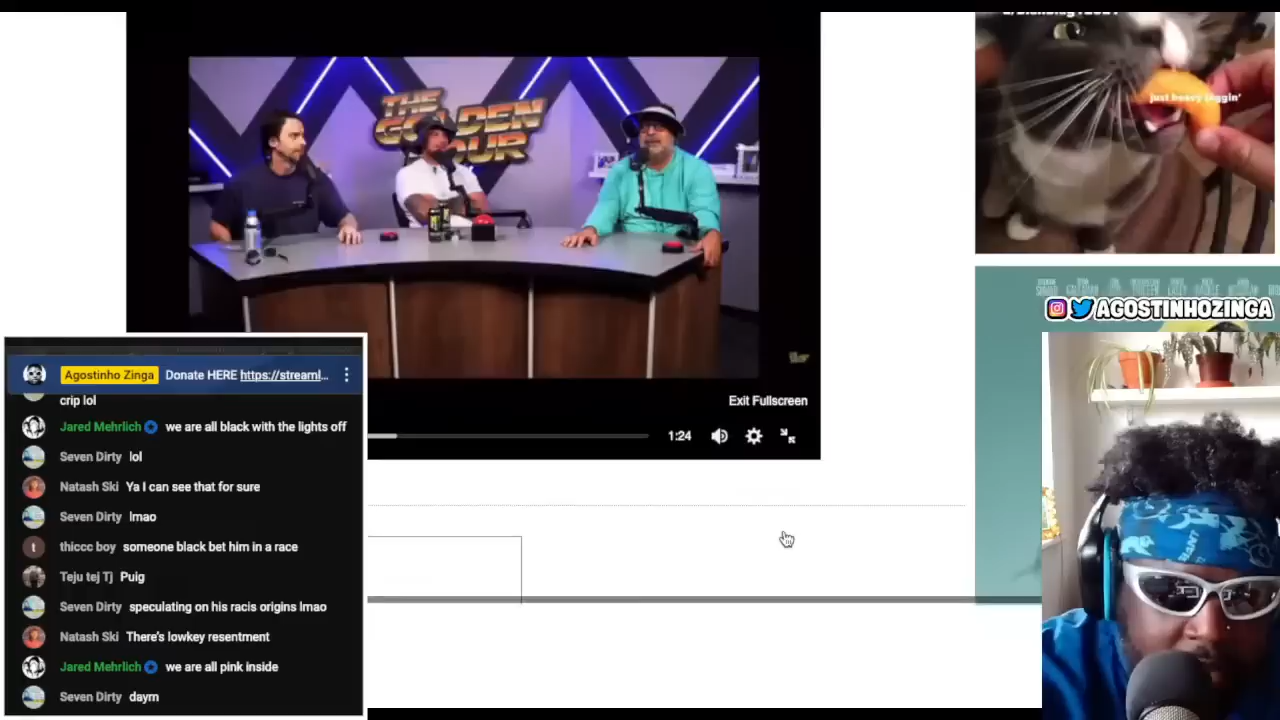 just heavy
THE
GOLDEN
HOUR
AGOSTINHOZINGA
Exit Fullscreen
1:24
Agostinho Zinga Donate HERE https://streaml...
crip lol
Jared Mehrlich we are all black with the lights off
Seven Dirty lol
Natash Ski Ya I can see that for sure
Seven Dirty lmao
t thiccc boy someone black bet him in a race
Teju tej Tj Puig
Seven Dirty speculating on his racis origins lmao
Natash Ski There's lowkey resentment
Jared Mehrlich we are all pink inside
Seven Dirty daym